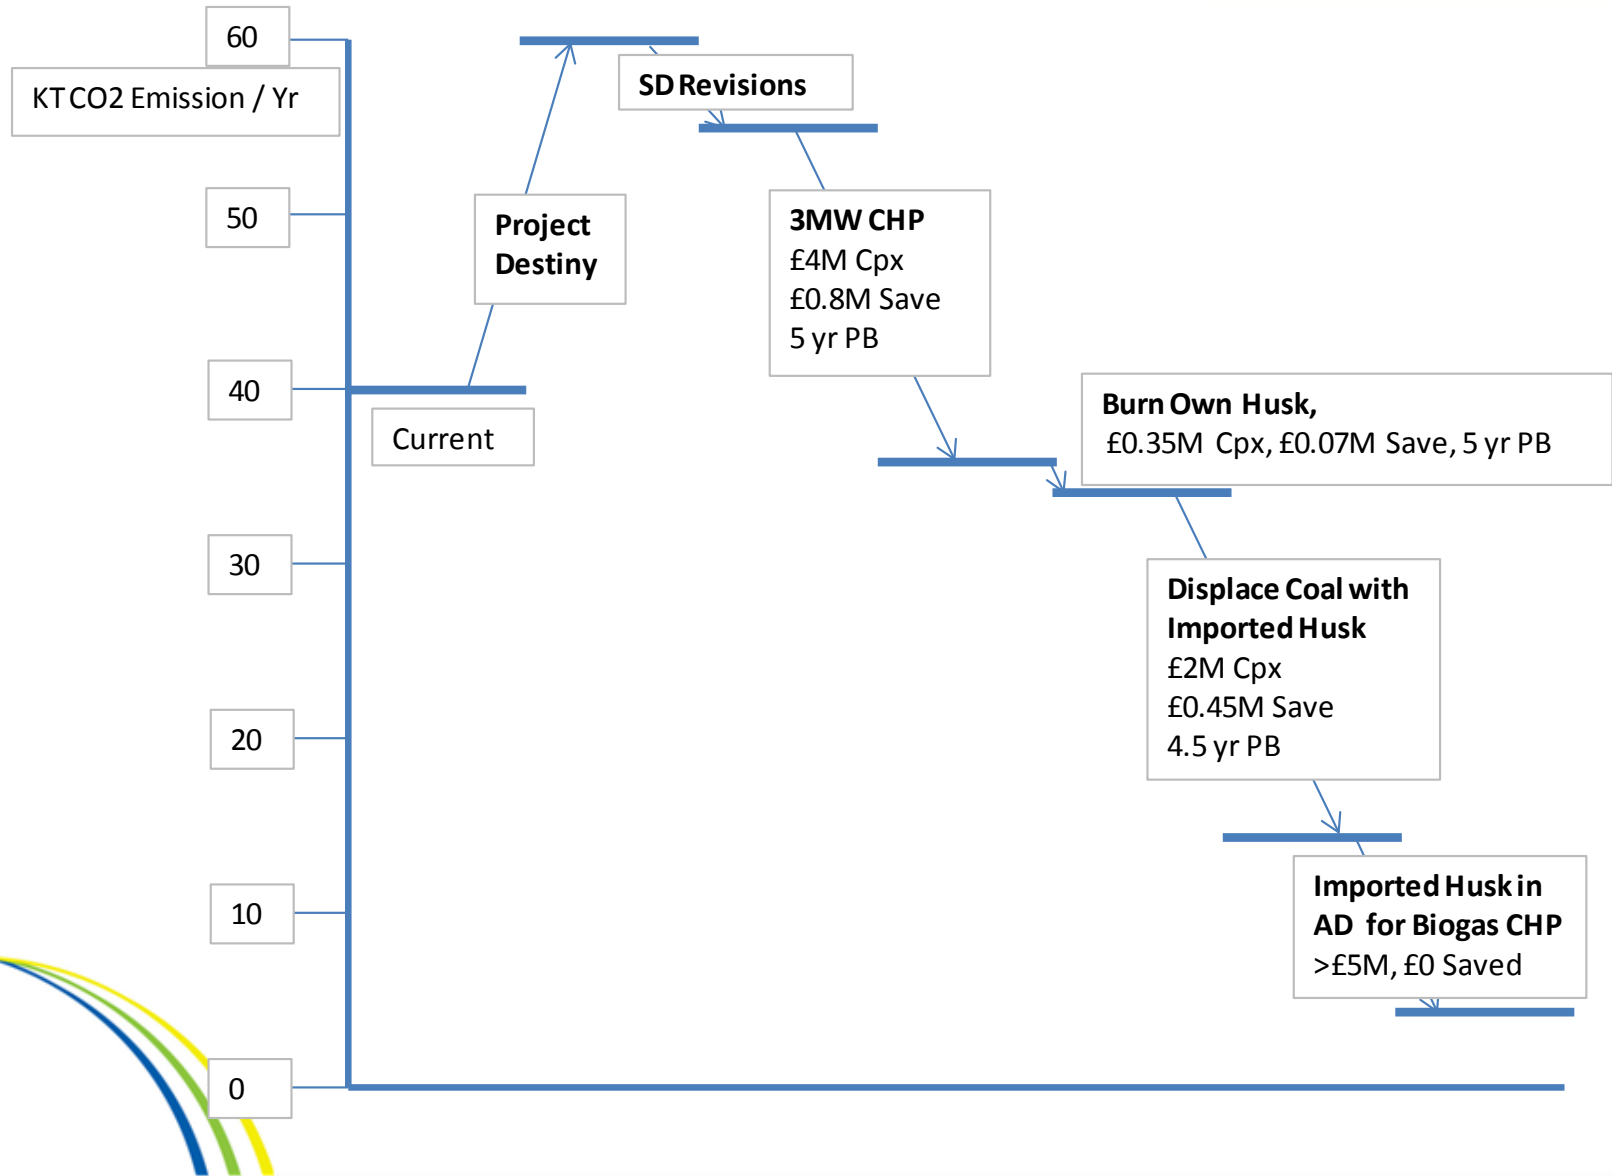 60
KT CO2 Emission / Yr
SD Revisions
50
Project
Destiny
3MW CHP
£4M Cpx
£0.8M Save
5 yr PB
40
Current
Burn Own Husk,
£0.35M Cpx, £0.07M Save, 5 yr PB
30
Displace Coal with
Imported Husk
£2M Cpx
£0.45M Save
4.5 yr PB
20
10
Imported Husk in
AD for Biogas CHP
>£5M, £0 Saved
0